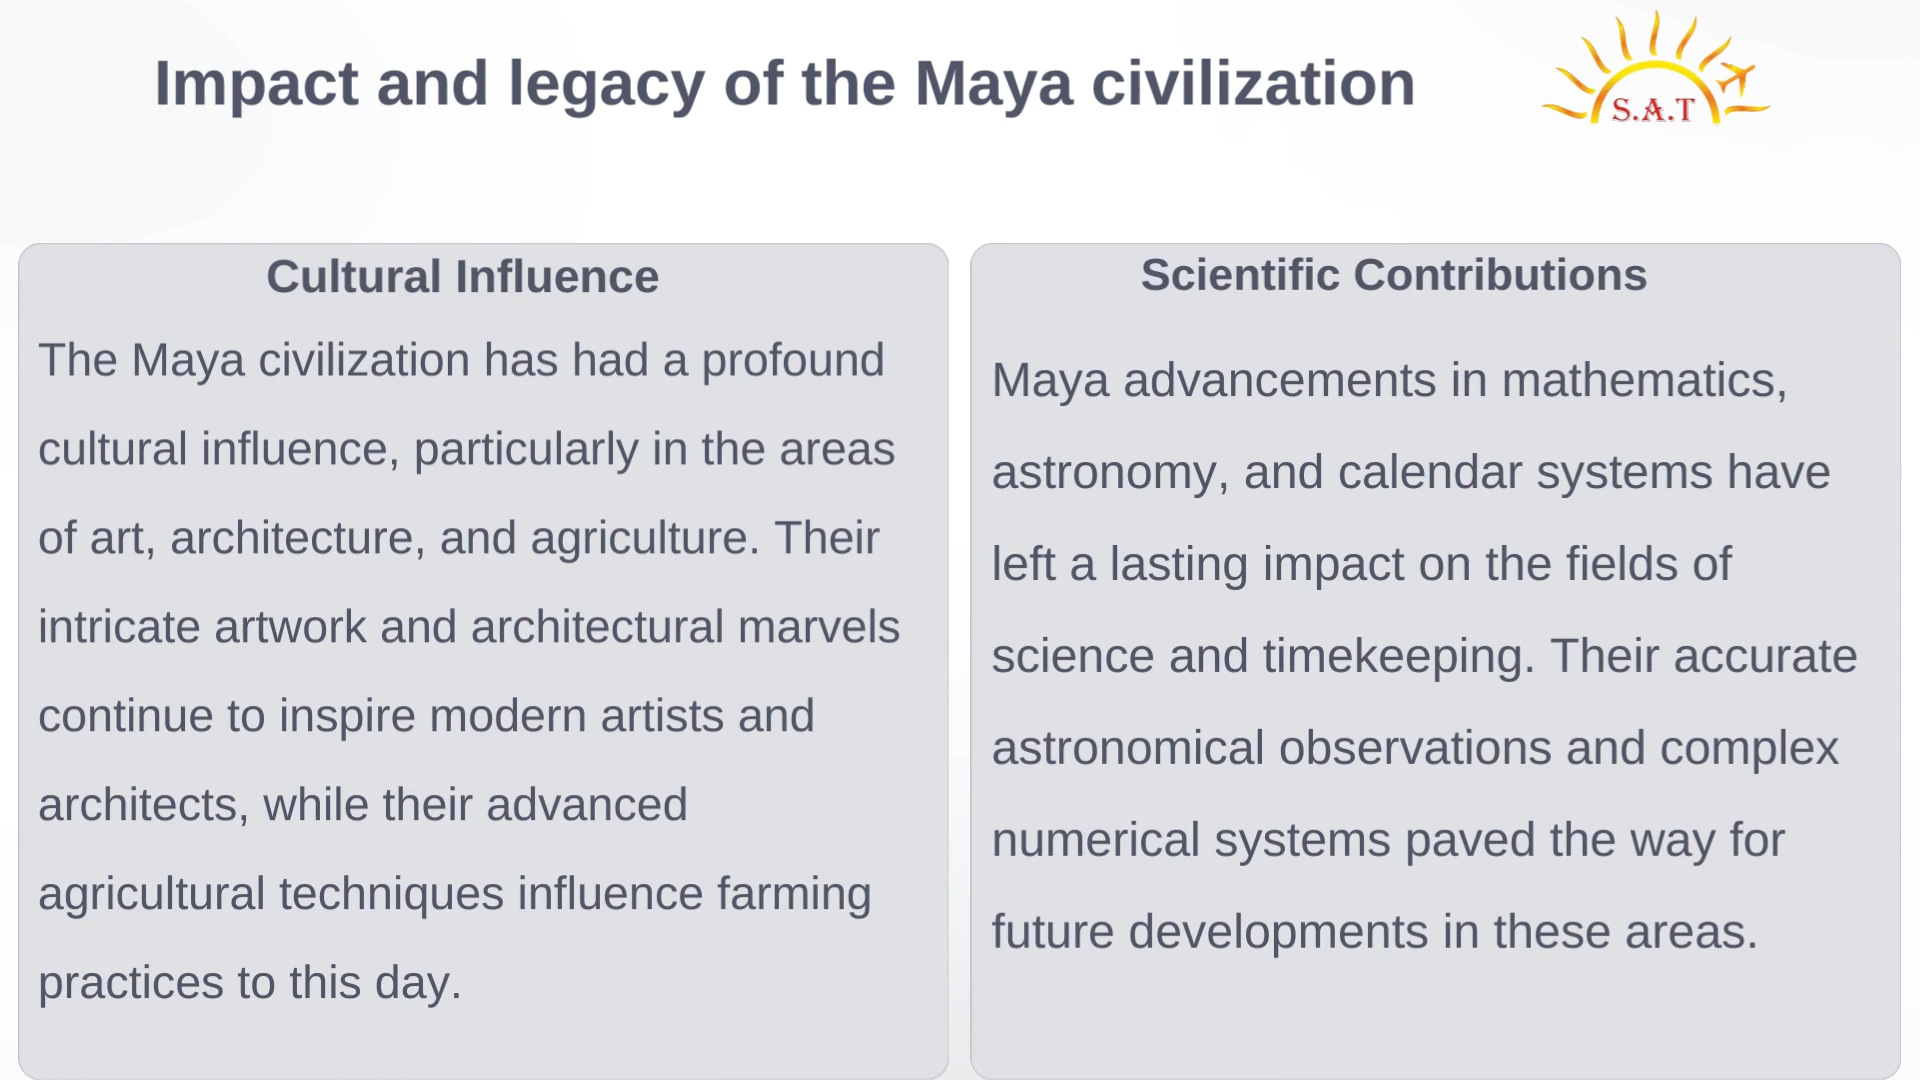 Impact and legacy of the Maya civilization
S.A.T
Cultural Influence
The Maya civilization has had a profound
cultural influence, particularly in the areas
of art, architecture, and agriculture. Their
intricate artwork and architectural marvels
continue to inspire modern artists and
architects, while their advanced
agricultural techniques influence farming
practices to this day.
Scientific Contributions
Maya advancements in mathematics,
astronomy, and calendar systems have
left a lasting impact on the fields of
science and timekeeping. Their accurate
astronomical observations and complex
numerical systems paved the way for
future developments in these areas.